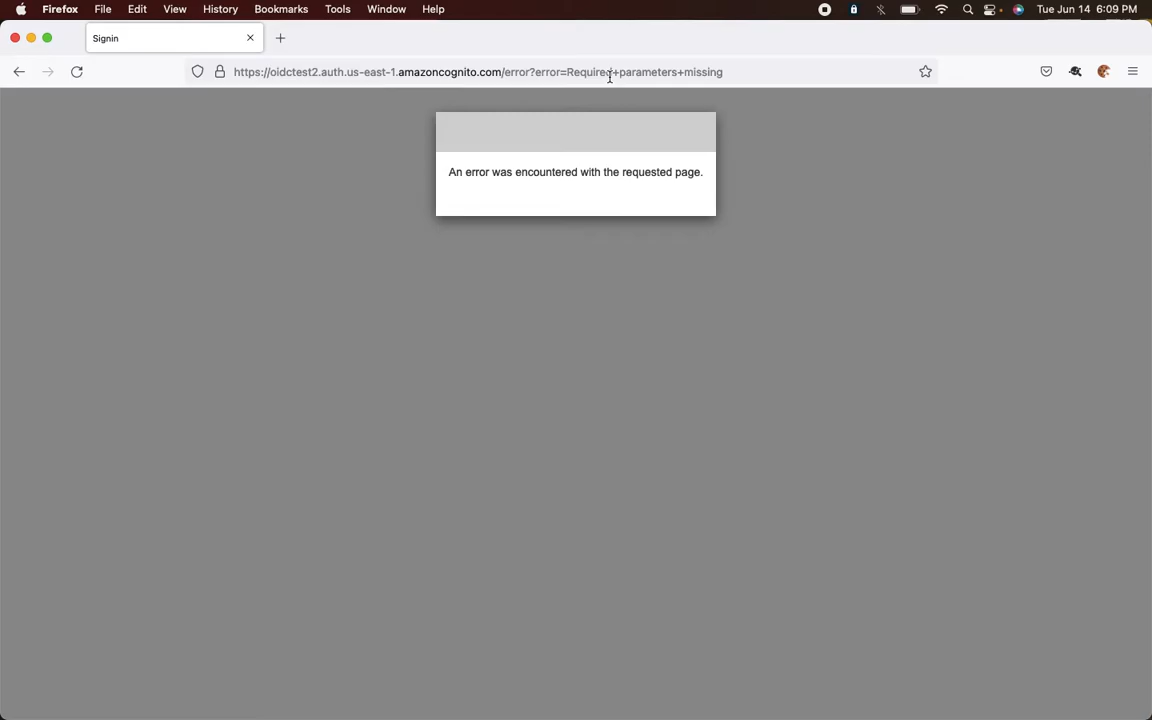 Firefox File Edit View History Bookmarks Tools Window Help Tue Jun 14 6:09 PM
Signin
https://oidctest2.auth.us-east-1.amazoncognito.com/error?error=Required+parameters+missing
An error was encountered with the requested page.